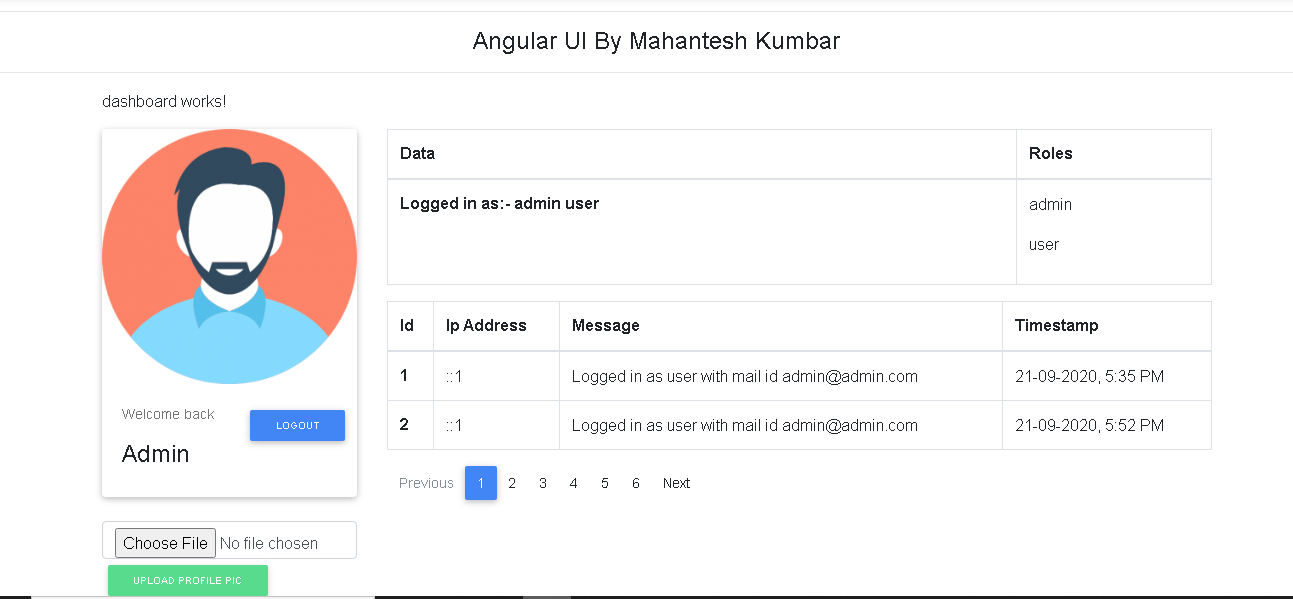 Angular UI By Mahantesh Kumbar
dashboard works!
Welcome back
LOGOUT
Admin
Choose File No file chosen
UPLOAD PROFILE PIC
Data Roles
Logged in as:- admin user admin
user
Id Ip Address Message Timestamp
1 ::1 Logged in as user with mail id admin@admin.com 21-09-2020, 5:35 PM
2 ::1 Logged in as user with mail id admin@admin.com 21-09-2020, 5:52 PM
Previous 1 2 3 4 5 6 Next